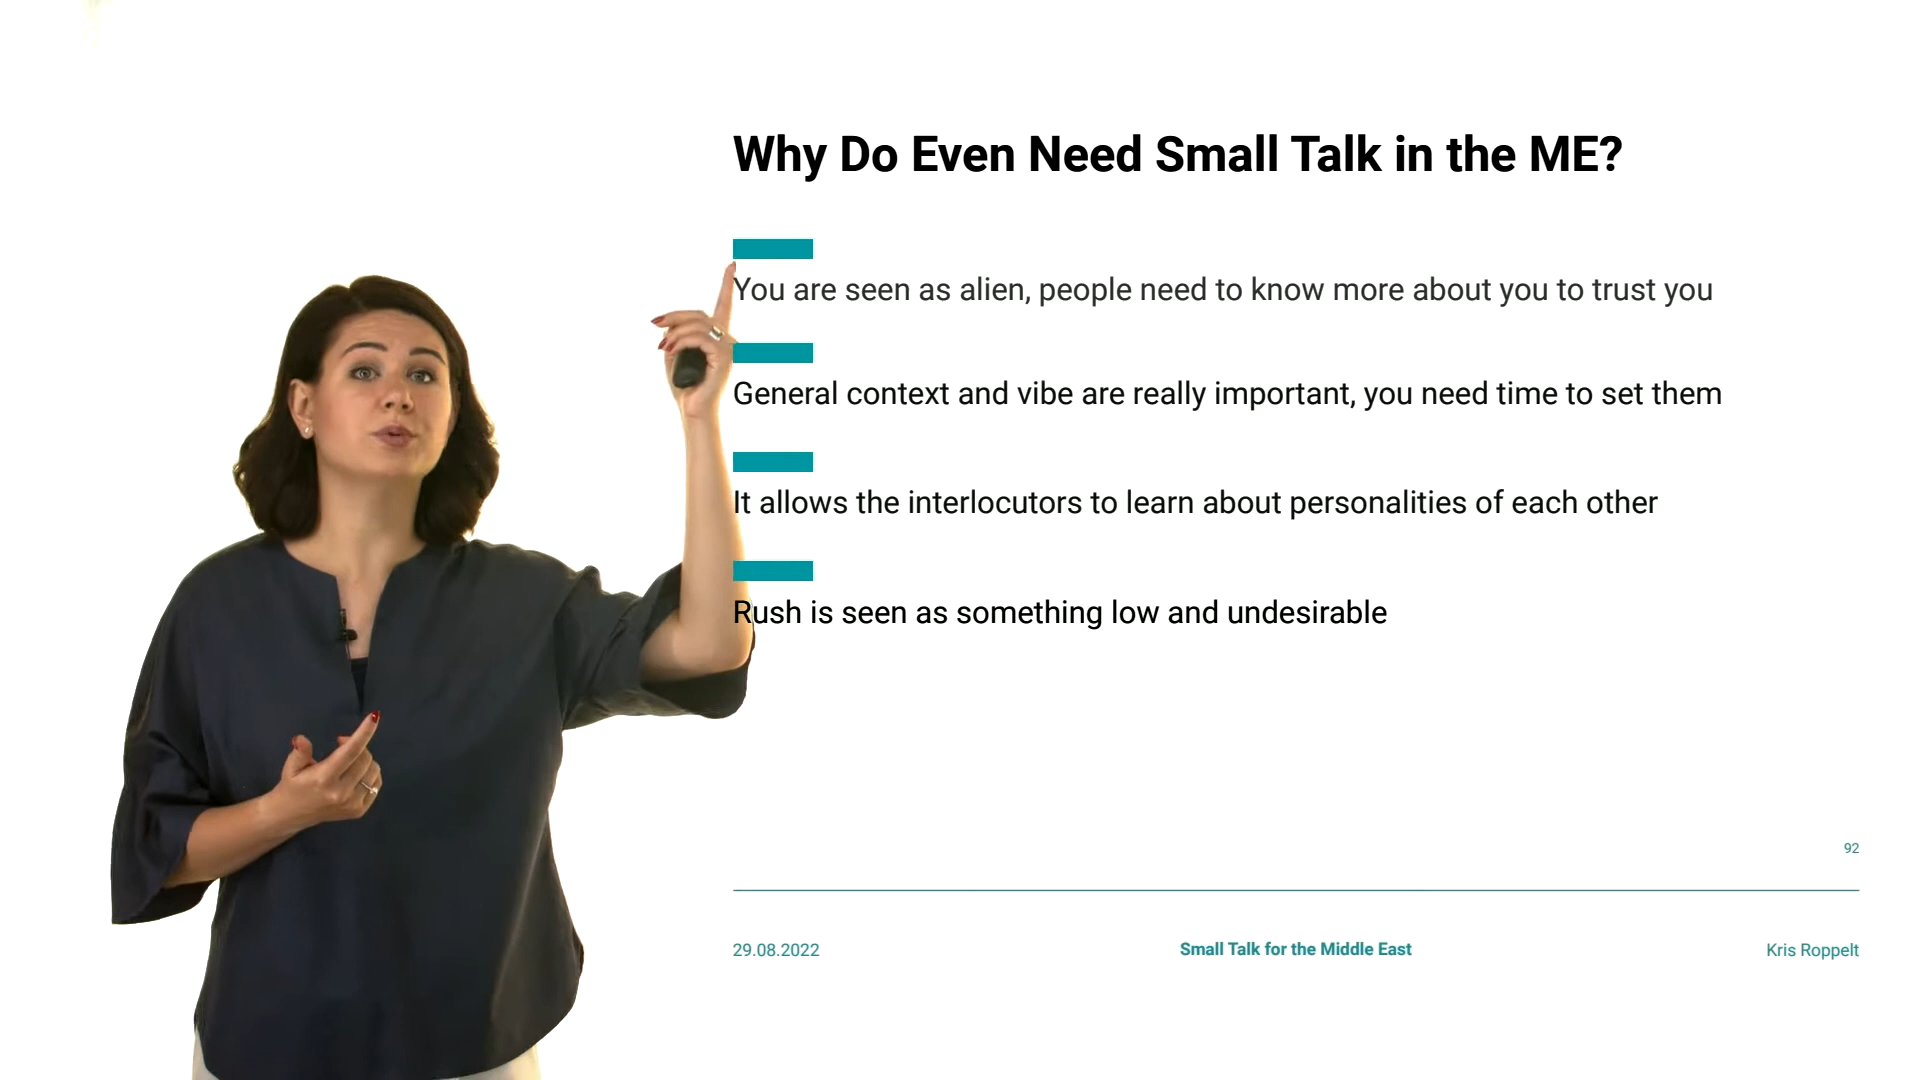 Why Do Even Need Small Talk in the ME?
You are seen as alien, people need to know more about you to trust you
General context and vibe are really important, you need time to set them
It allows the interlocutors to learn about personalities of each other
Rush is seen as something low and undesirable
92
29.08.2022
Small Talk for the Middle East
Kris Roppelt